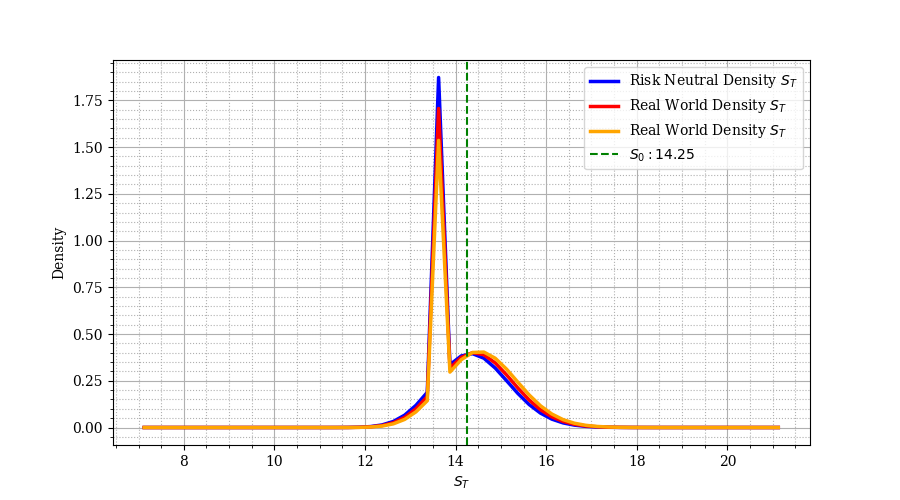 Risk Neutral Density S_T
Real World Density S_T
Real World Density S_T
S_0 : 14.25
1.75
1.50
1.25
1.00
0.75
0.50
0.25
0.00
Density
8 10 12 14 16 18 20
S_T